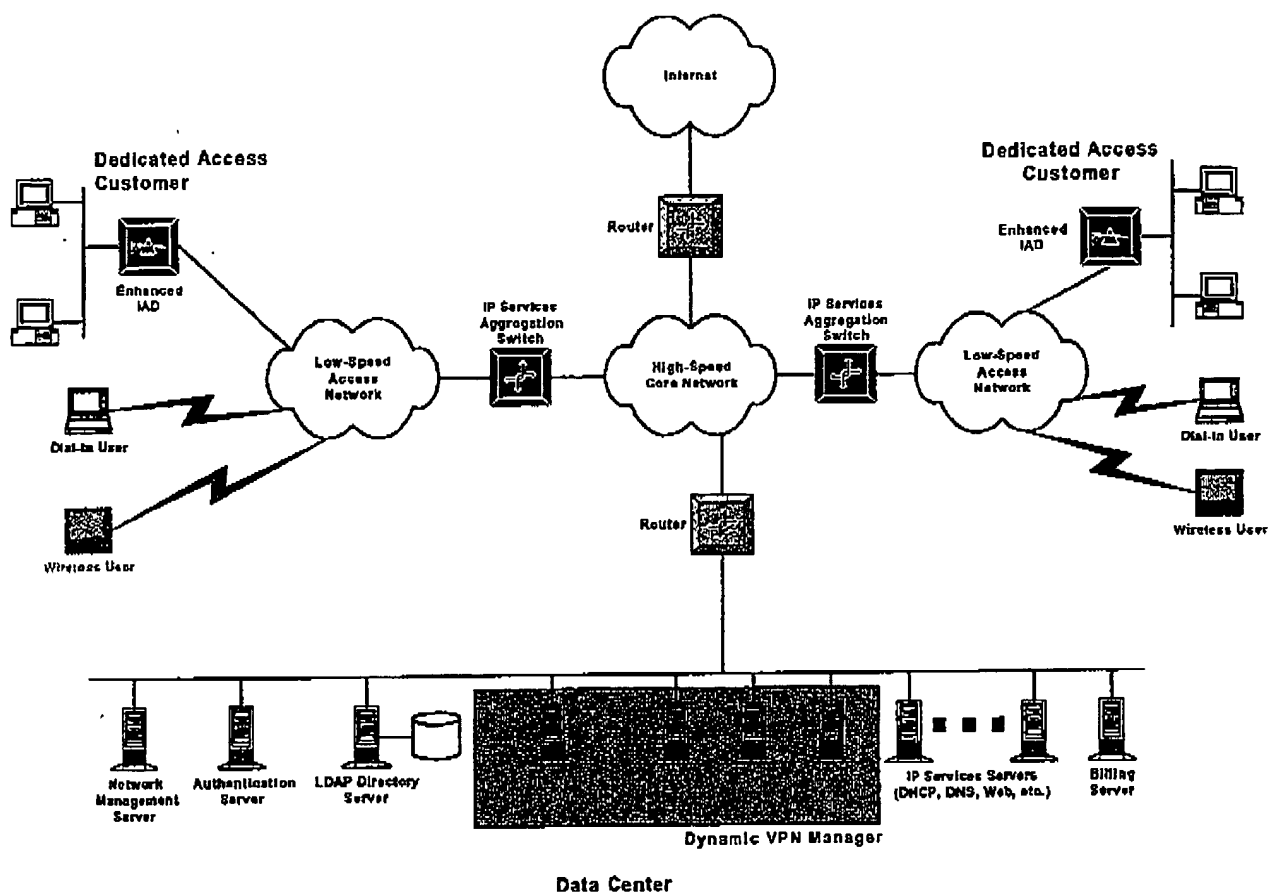 Internet
Dedicated Access
Customer
Dedicated Access
Customer
Router
Enhanced
IAD
Enhanced
IAD
IP Services
Aggregation
Switch
IP Services
Aggregation
Switch
Low-Speed
Access
Network
High-Speed
Core Network
Low-Speed
Access
Network
Dial-In User
Dial-In User
Router
Wireless User
Wireless User
Network
Management
Server
Authentication
Server
LDAP Directory
Server
IP Services Servers
(DHCP, DNS, Web, etc.)
Billing
Server
Dynamic VPN Manager
Data Center